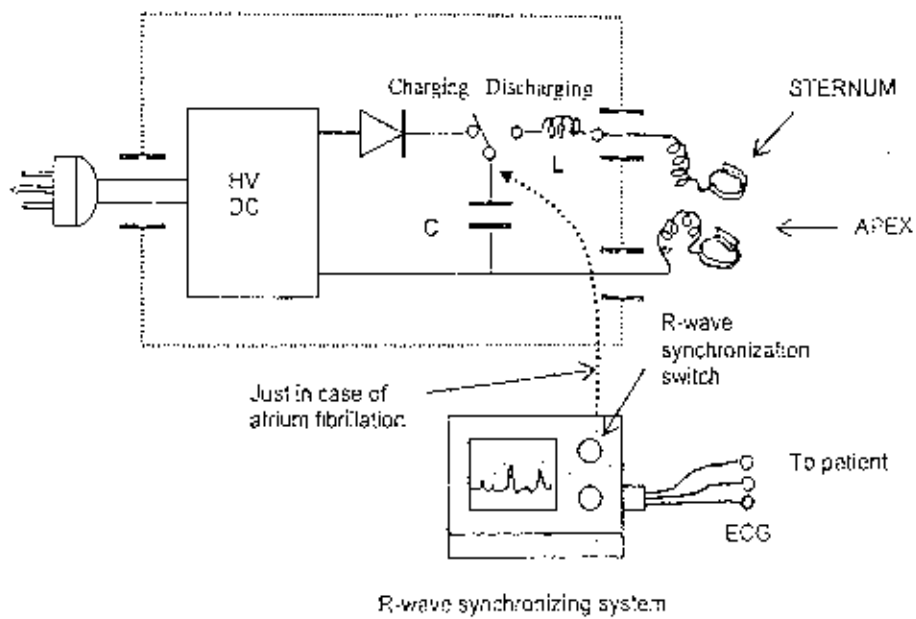 Charging Discharging
STERNUM
HV
DC
L
C
APEX
R-wave
synchronization
switch
Just in case of
atrium fibrillation
To patient
ECG
R-wave synchronizing system